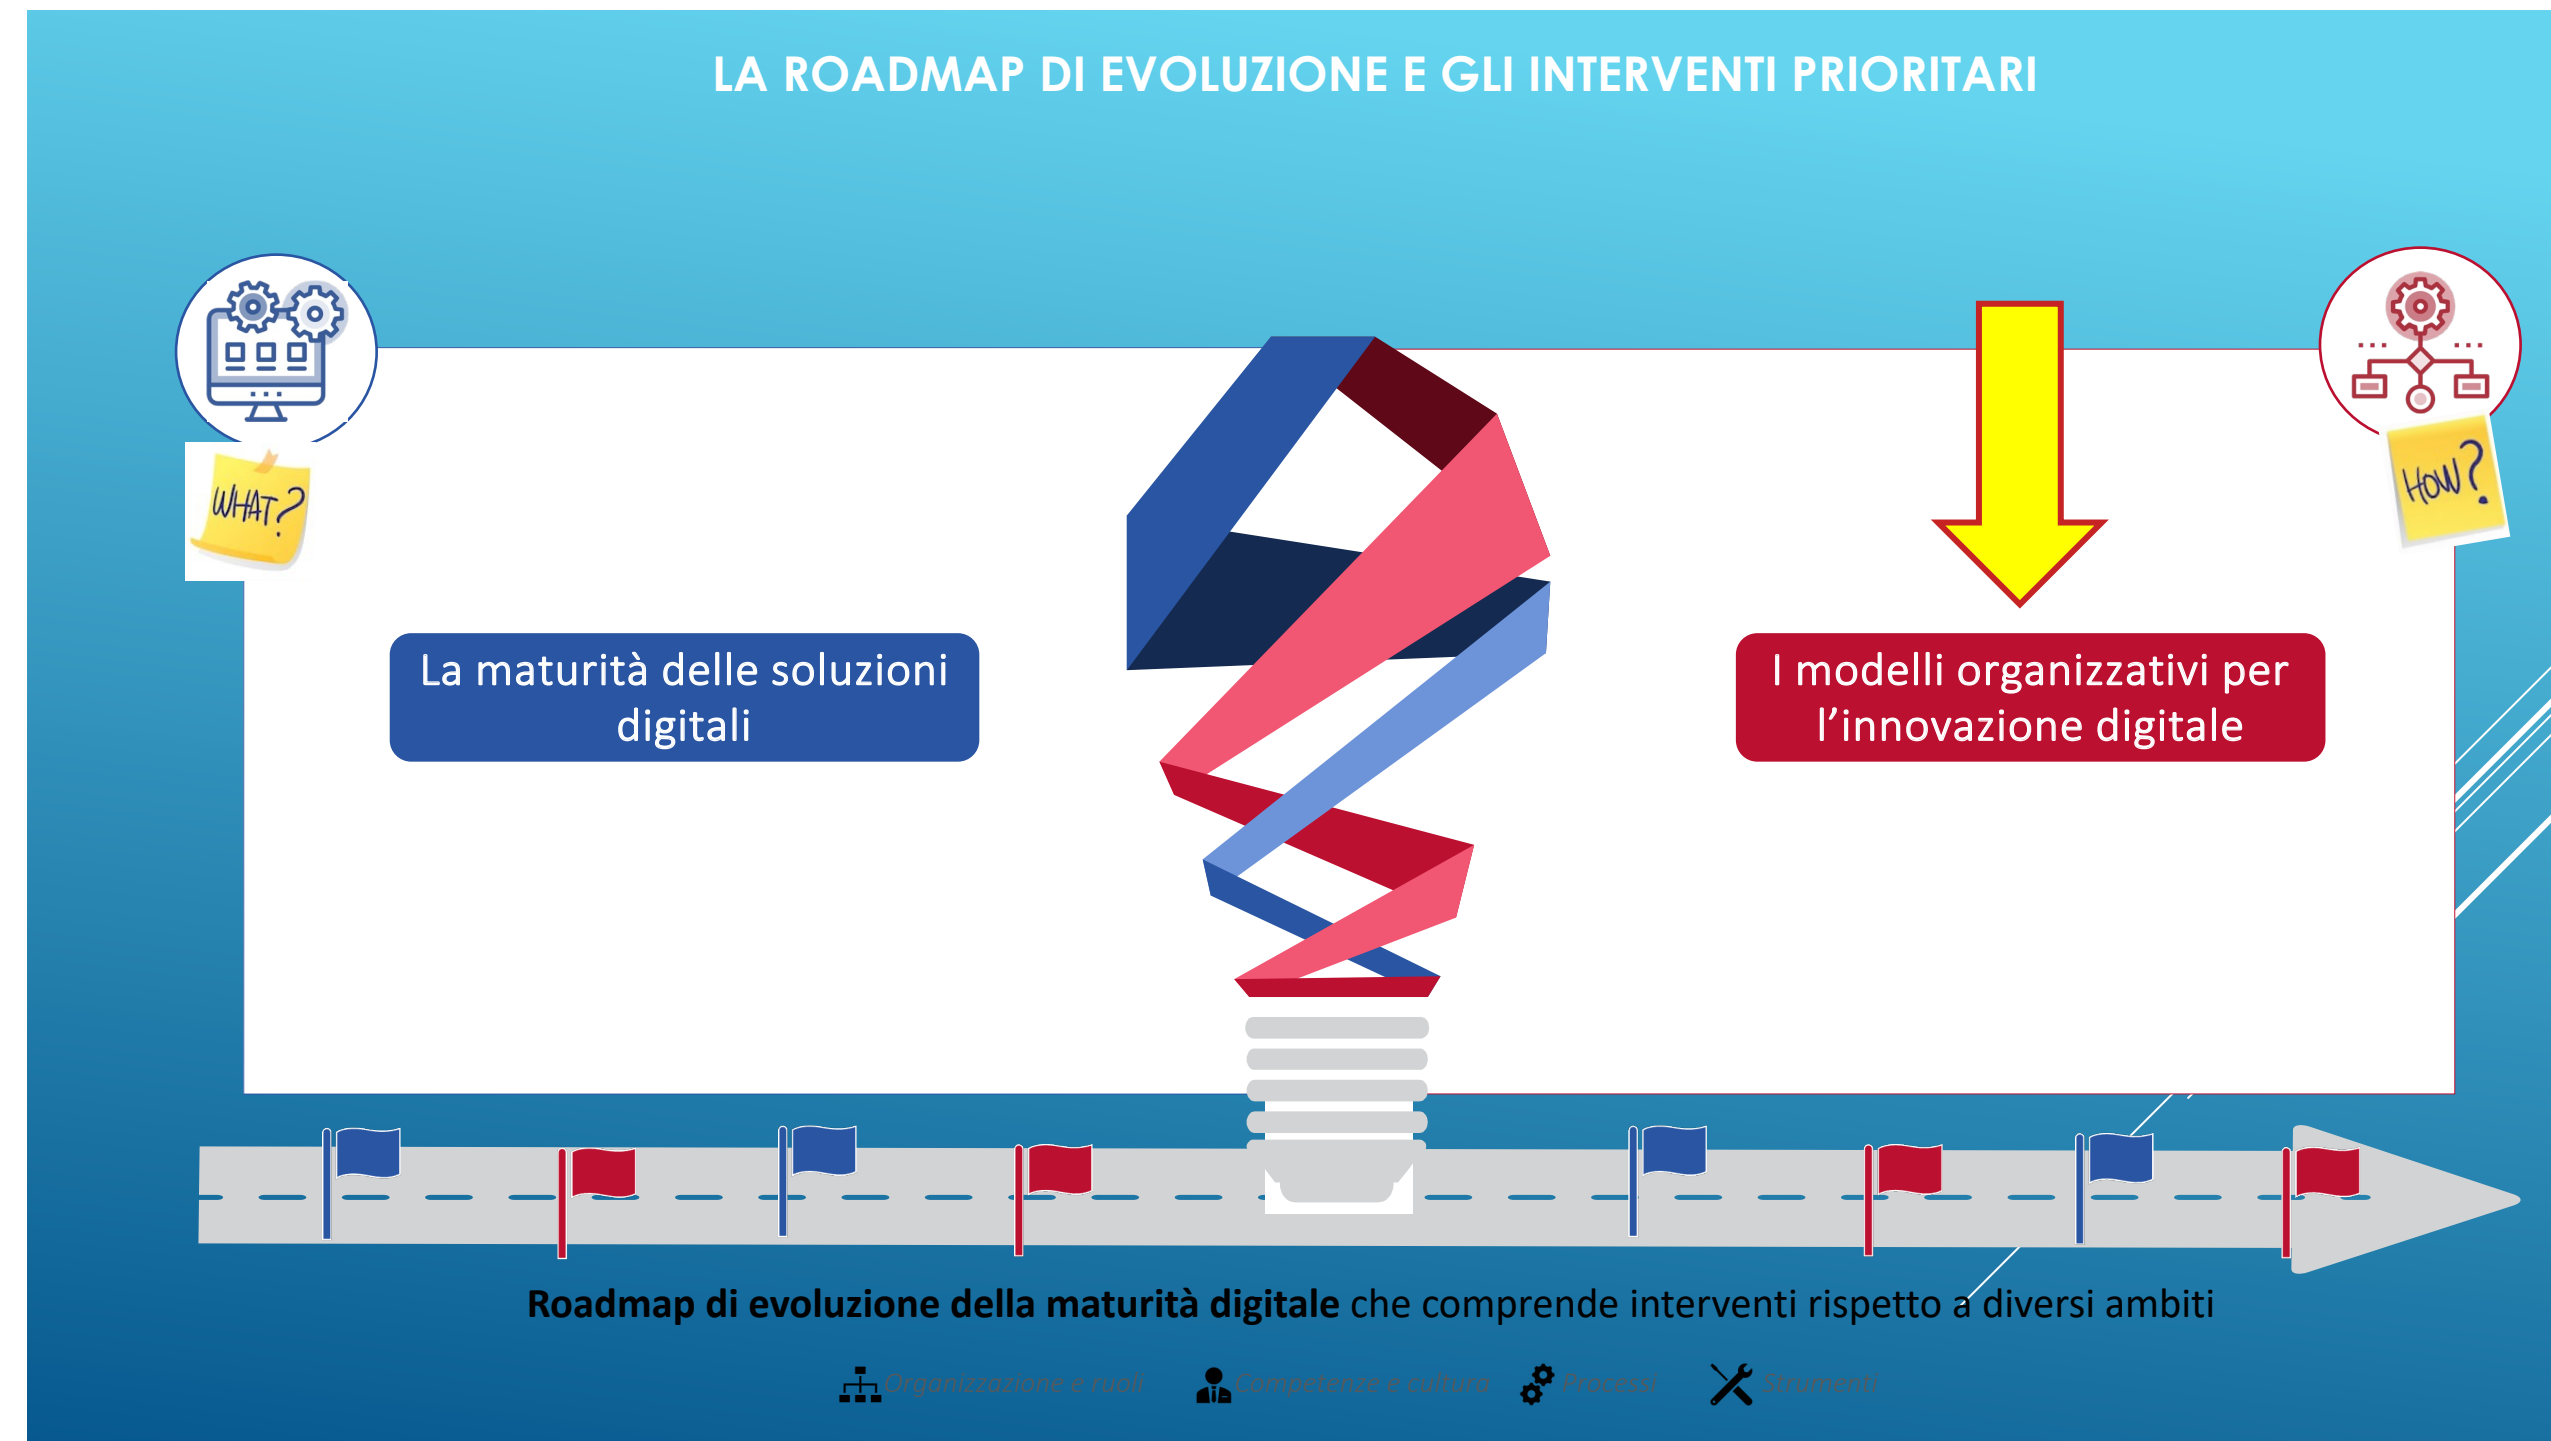 LA ROADMAP DI EVOLUZIONE E GLI INTERVENTI PRIORITARI
WHAT?
HOW?
La maturità delle soluzioni
digitali
I modelli organizzativi per
l’innovazione digitale
Roadmap di evoluzione della maturità digitale che comprende interventi rispetto a diversi ambiti
Organizzazione e ruoli Competenze e cultura Processi Strumenti